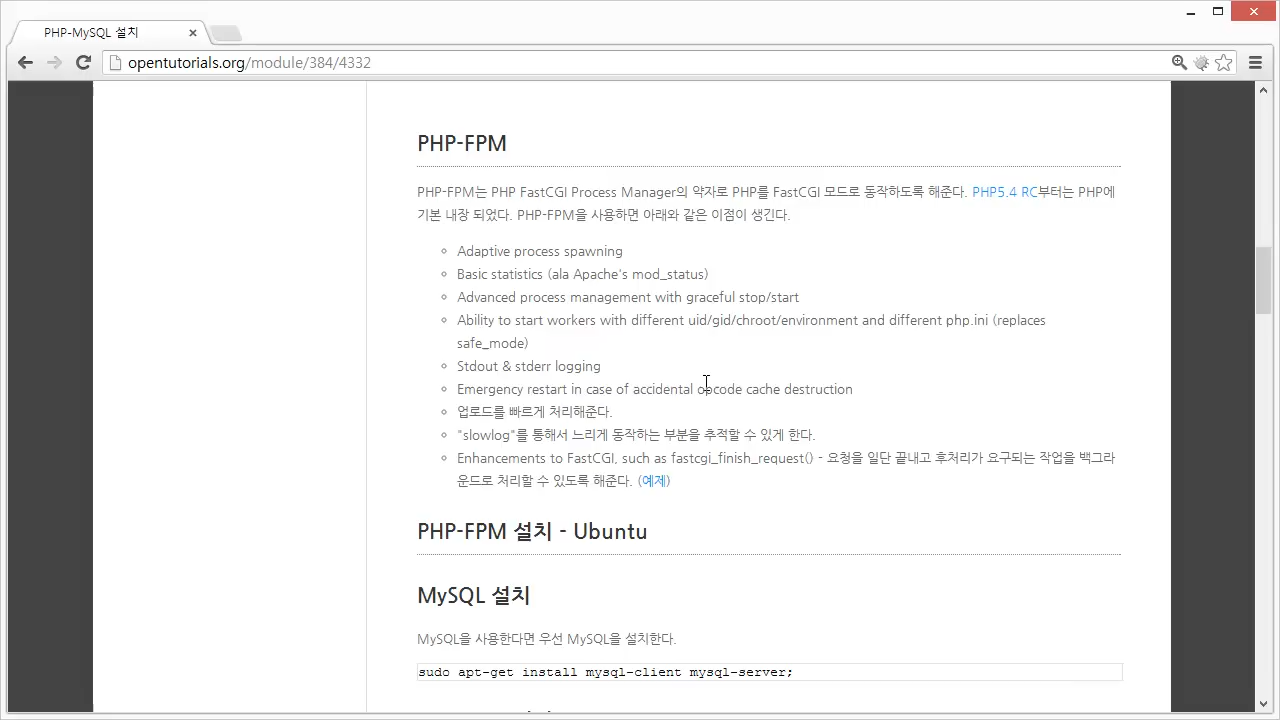 PHP-MySQL 설치
opentutorials.org/module/384/4332
PHP-FPM
PHP-FPM는 PHP FastCGI Process Manager의 약자로 PHP를 FastCGI 모드로 동작하도록 해준다. PHP5.4 RC부터는 PHP에
기본 내장 되었다. PHP-FPM을 사용하면 아래와 같은 이점이 생긴다.
Adaptive process spawning
Basic statistics (ala Apache's mod_status)
Advanced process management with graceful stop/start
Ability to start workers with different uid/gid/chroot/environment and different php.ini (replaces
safe_mode)
Stdout & stderr logging
Emergency restart in case of accidental opcode cache destruction
업로드를 빠르게 처리해준다.
"slowlog"를 통해서 느리게 동작하는 부분을 추적할 수 있게 한다.
Enhancements to FastCGI, such as fastcgi_finish_request() - 요청을 일단 끝내고 후처리가 요구되는 작업을 백그라
운드로 처리할 수 있도록 해준다. (예제)
PHP-FPM 설치 - Ubuntu
MySQL 설치
MySQL을 사용한다면 우선 MySQL을 설치한다.
sudo apt-get install mysql-client mysql-server;